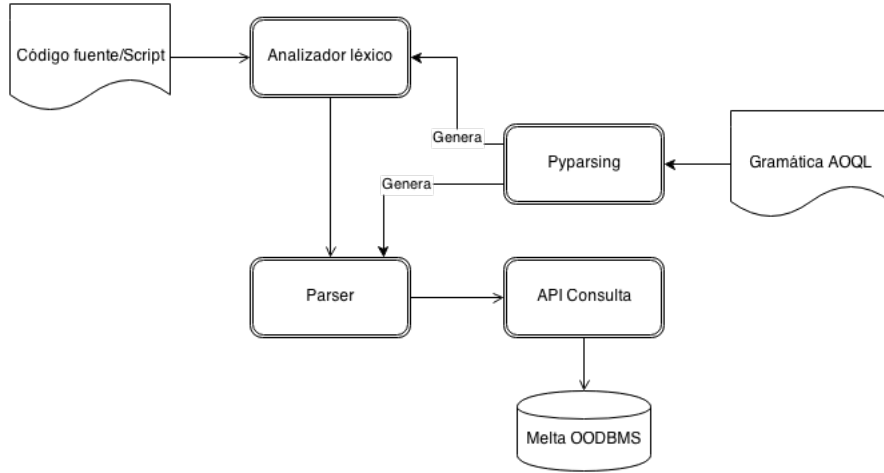 Código fuente/Script
Analizador léxico
Genera
Pyparsing
Gramática AOQL
Genera
Parser
API Consulta
Melta OODBMS